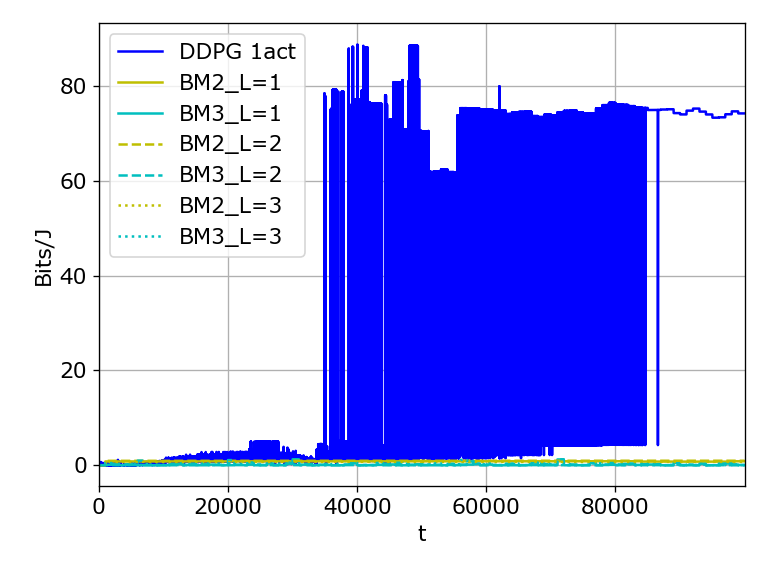 DDPG 1act
BM2_L=1
BM3_L=1
BM2_L=2
BM3_L=2
BM2_L=3
BM3_L=3
Bits/J
80
60
40
20
0
0 20000 40000 60000 80000
t